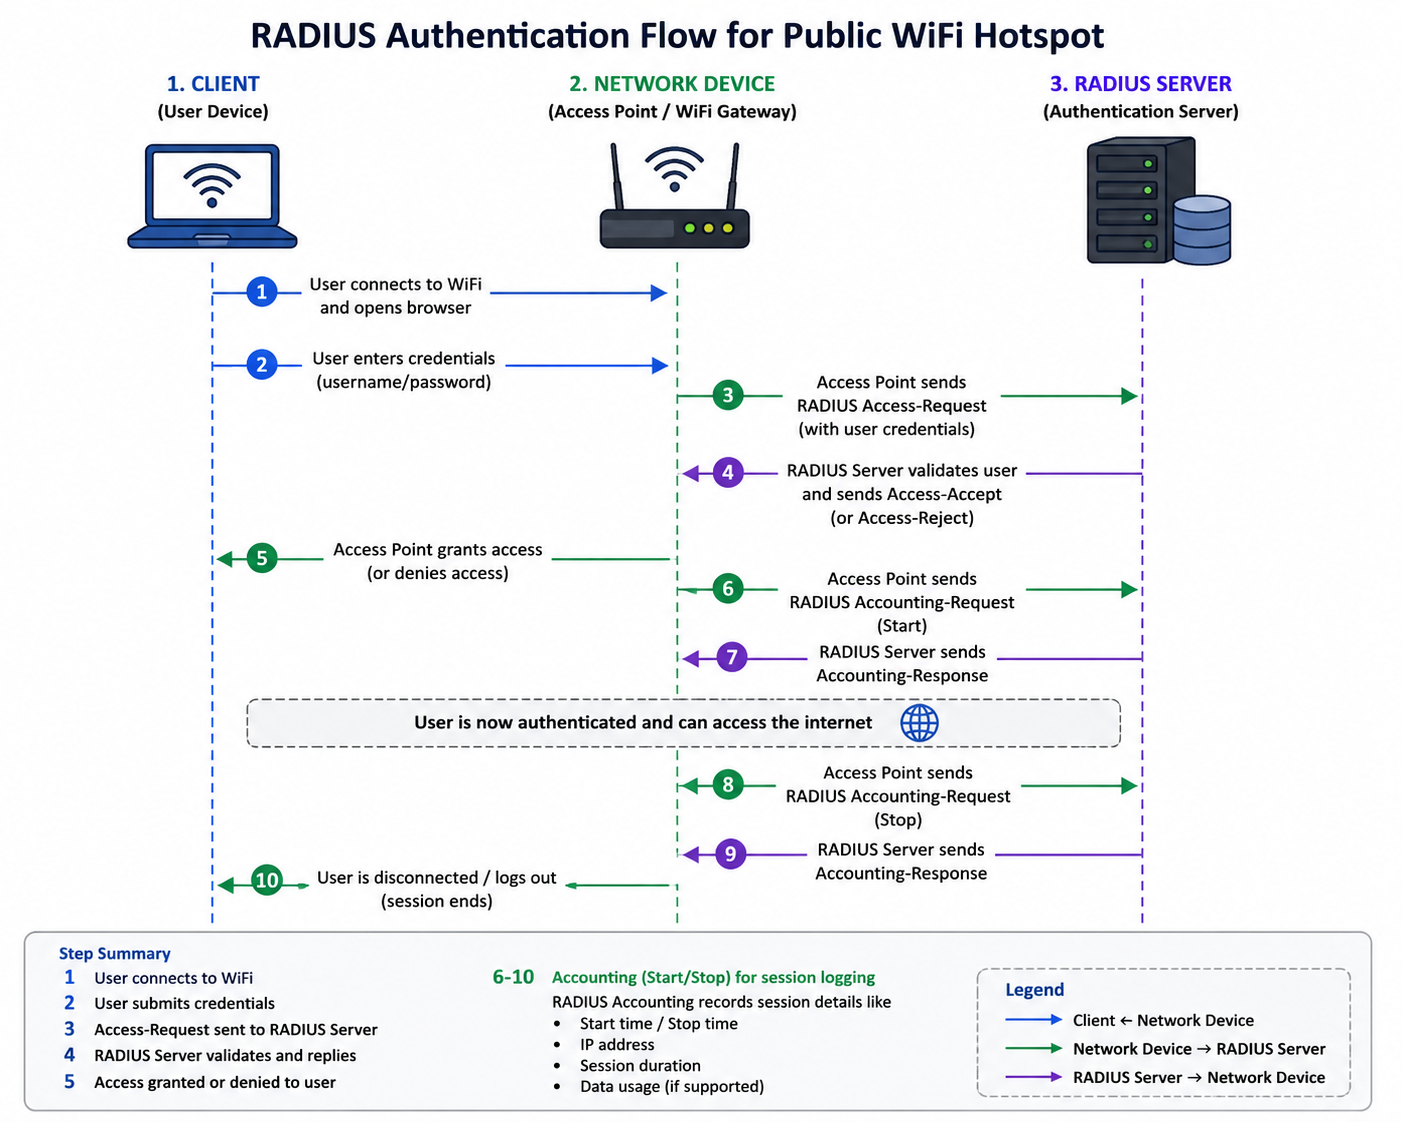 RADIUS Authentication Flow for Public WiFi Hotspot
1. CLIENT
(User Device)
2. NETWORK DEVICE
(Access Point / WiFi Gateway)
3. RADIUS SERVER
(Authentication Server)
1
User connects to WiFi
and opens browser
2
User enters credentials
(username/password)
3
Access Point sends
RADIUS Access-Request
(with user credentials)
4
RADIUS Server validates user
and sends Access-Accept
(or Access-Reject)
5
Access Point grants access
(or denies access)
6
Access Point sends
RADIUS Accounting-Request
(Start)
7
RADIUS Server sends
Accounting-Response
User is now authenticated and can access the internet
8
Access Point sends
RADIUS Accounting-Request
(Stop)
9
RADIUS Server sends
Accounting-Response
10
User is disconnected / logs out
(session ends)
Step Summary
1 User connects to WiFi
2 User submits credentials
3 Access-Request sent to RADIUS Server
4 RADIUS Server validates and replies
5 Access granted or denied to user
6-10 Accounting (Start/Stop) for session logging
RADIUS Accounting records session details like
• Start time / Stop time
• IP address
• Session duration
• Data usage (if supported)
Legend
Client ← Network Device
Network Device → RADIUS Server
RADIUS Server → Network Device